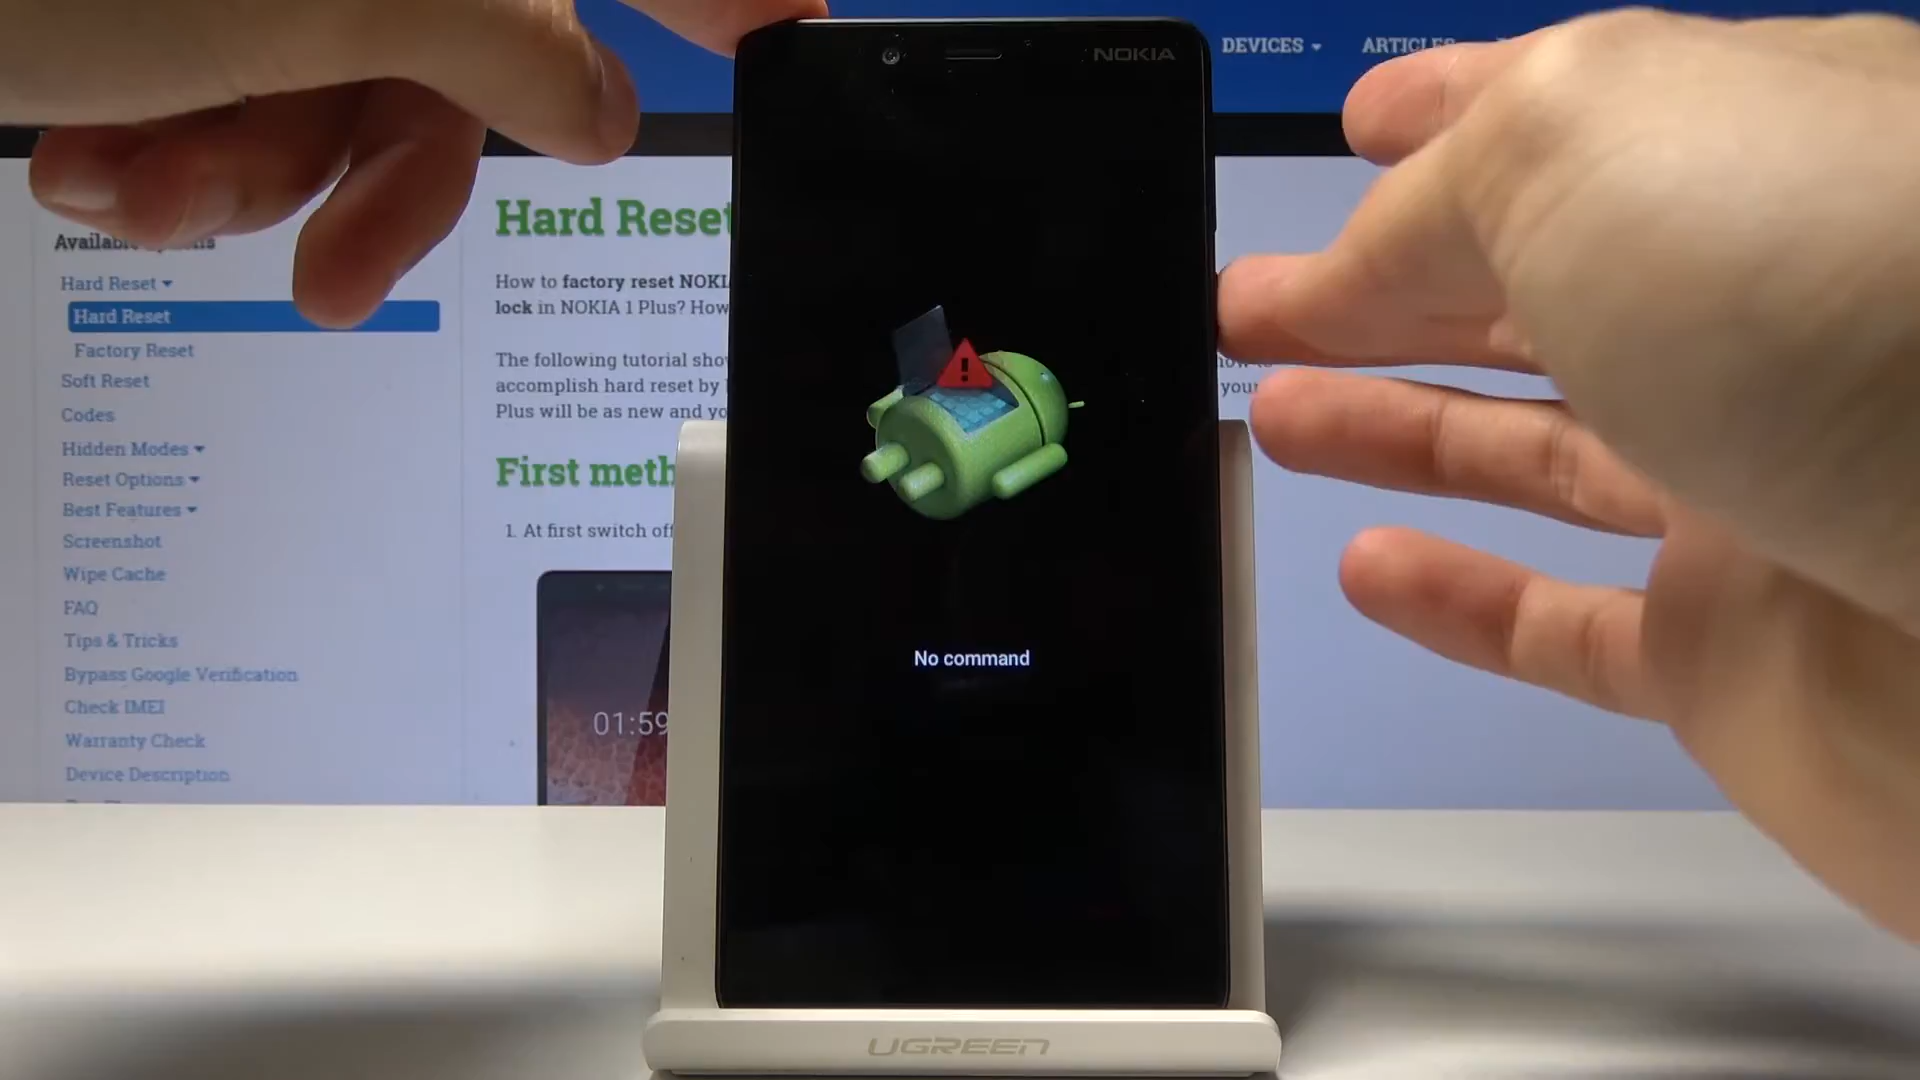 DEVICES
NOKIA
Hard Reset
Hard Reset
Factory Reset
Soft Reset
Codes
Hidden Modes
Reset Options
Best Features
Screenshot
Wipe Cache
FAQ
Tips & Tricks
Bypass Google Verification
Check IMEI
Warranty Check
Device Description
Hard Reset
How to factory reset
lock in NOKIA 1 Plus? How
The following tutorial
accomplish hard reset by
your
Plus will be as new and
First
1. At first switch
01:59
No command
UGREEN